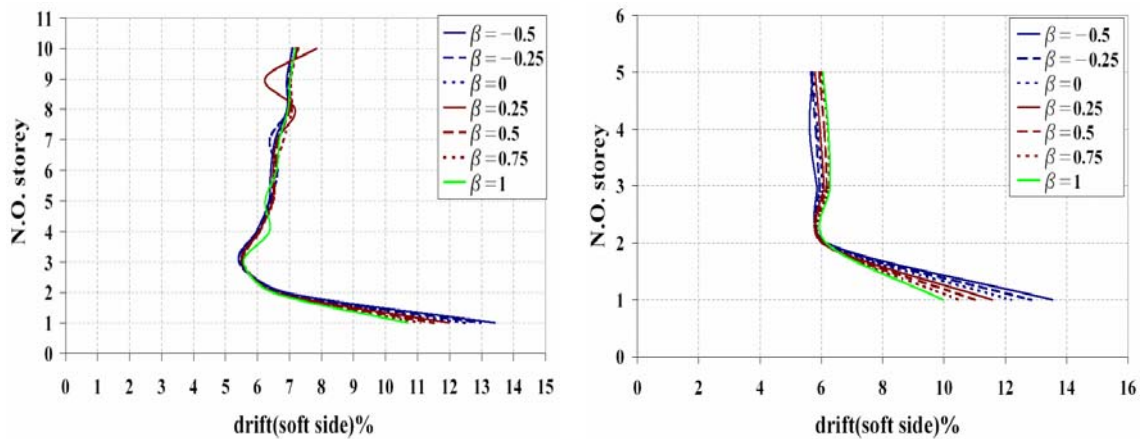 11
10
9
8
7
6
5
4
3
2
1
0
N.O. storey
0 1 2 3 4 5 6 7 8 9 10 11 12 13 14 15
drift(soft side)%
β = −0.5
β = −0.25
β = 0
β = 0.25
β = 0.5
β = 0.75
β = 1
6
5
4
3
2
1
0
N.O. storey
0 2 4 6 8 10 12 14 16
drift(soft side)%
β = −0.5
β = −0.25
β = 0
β = 0.25
β = 0.5
β = 0.75
β = 1